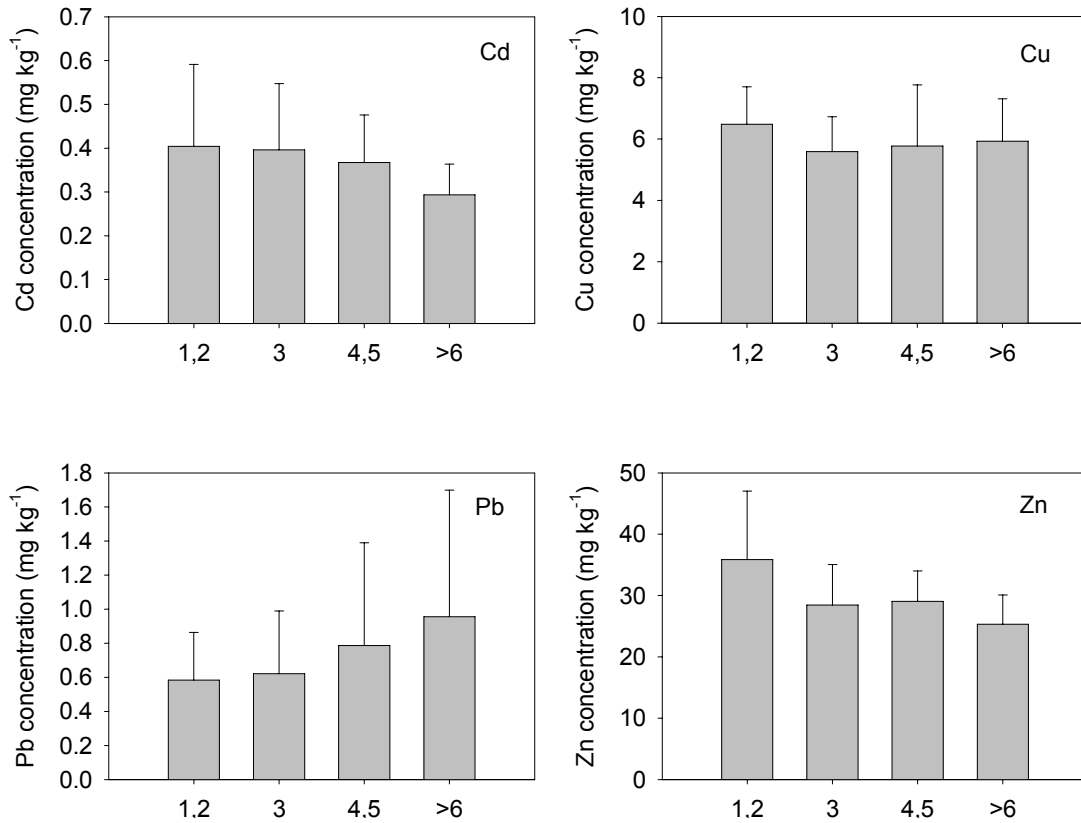 Cd concentration (mg kg⁻¹)
0.7
0.6
0.5
0.4
0.3
0.2
0.1
0.0
Cd
1,2 3 4,5 >6
Cu concentration (mg kg⁻¹)
10
8
6
4
2
0
Cu
1,2 3 4,5 >6
Pb concentration (mg kg⁻¹)
1.8
1.6
1.4
1.2
1.0
0.8
0.6
0.4
0.2
0.0
Pb
1,2 3 4,5 >6
Zn concentration (mg kg⁻¹)
50
40
30
20
10
0
Zn
1,2 3 4,5 >6